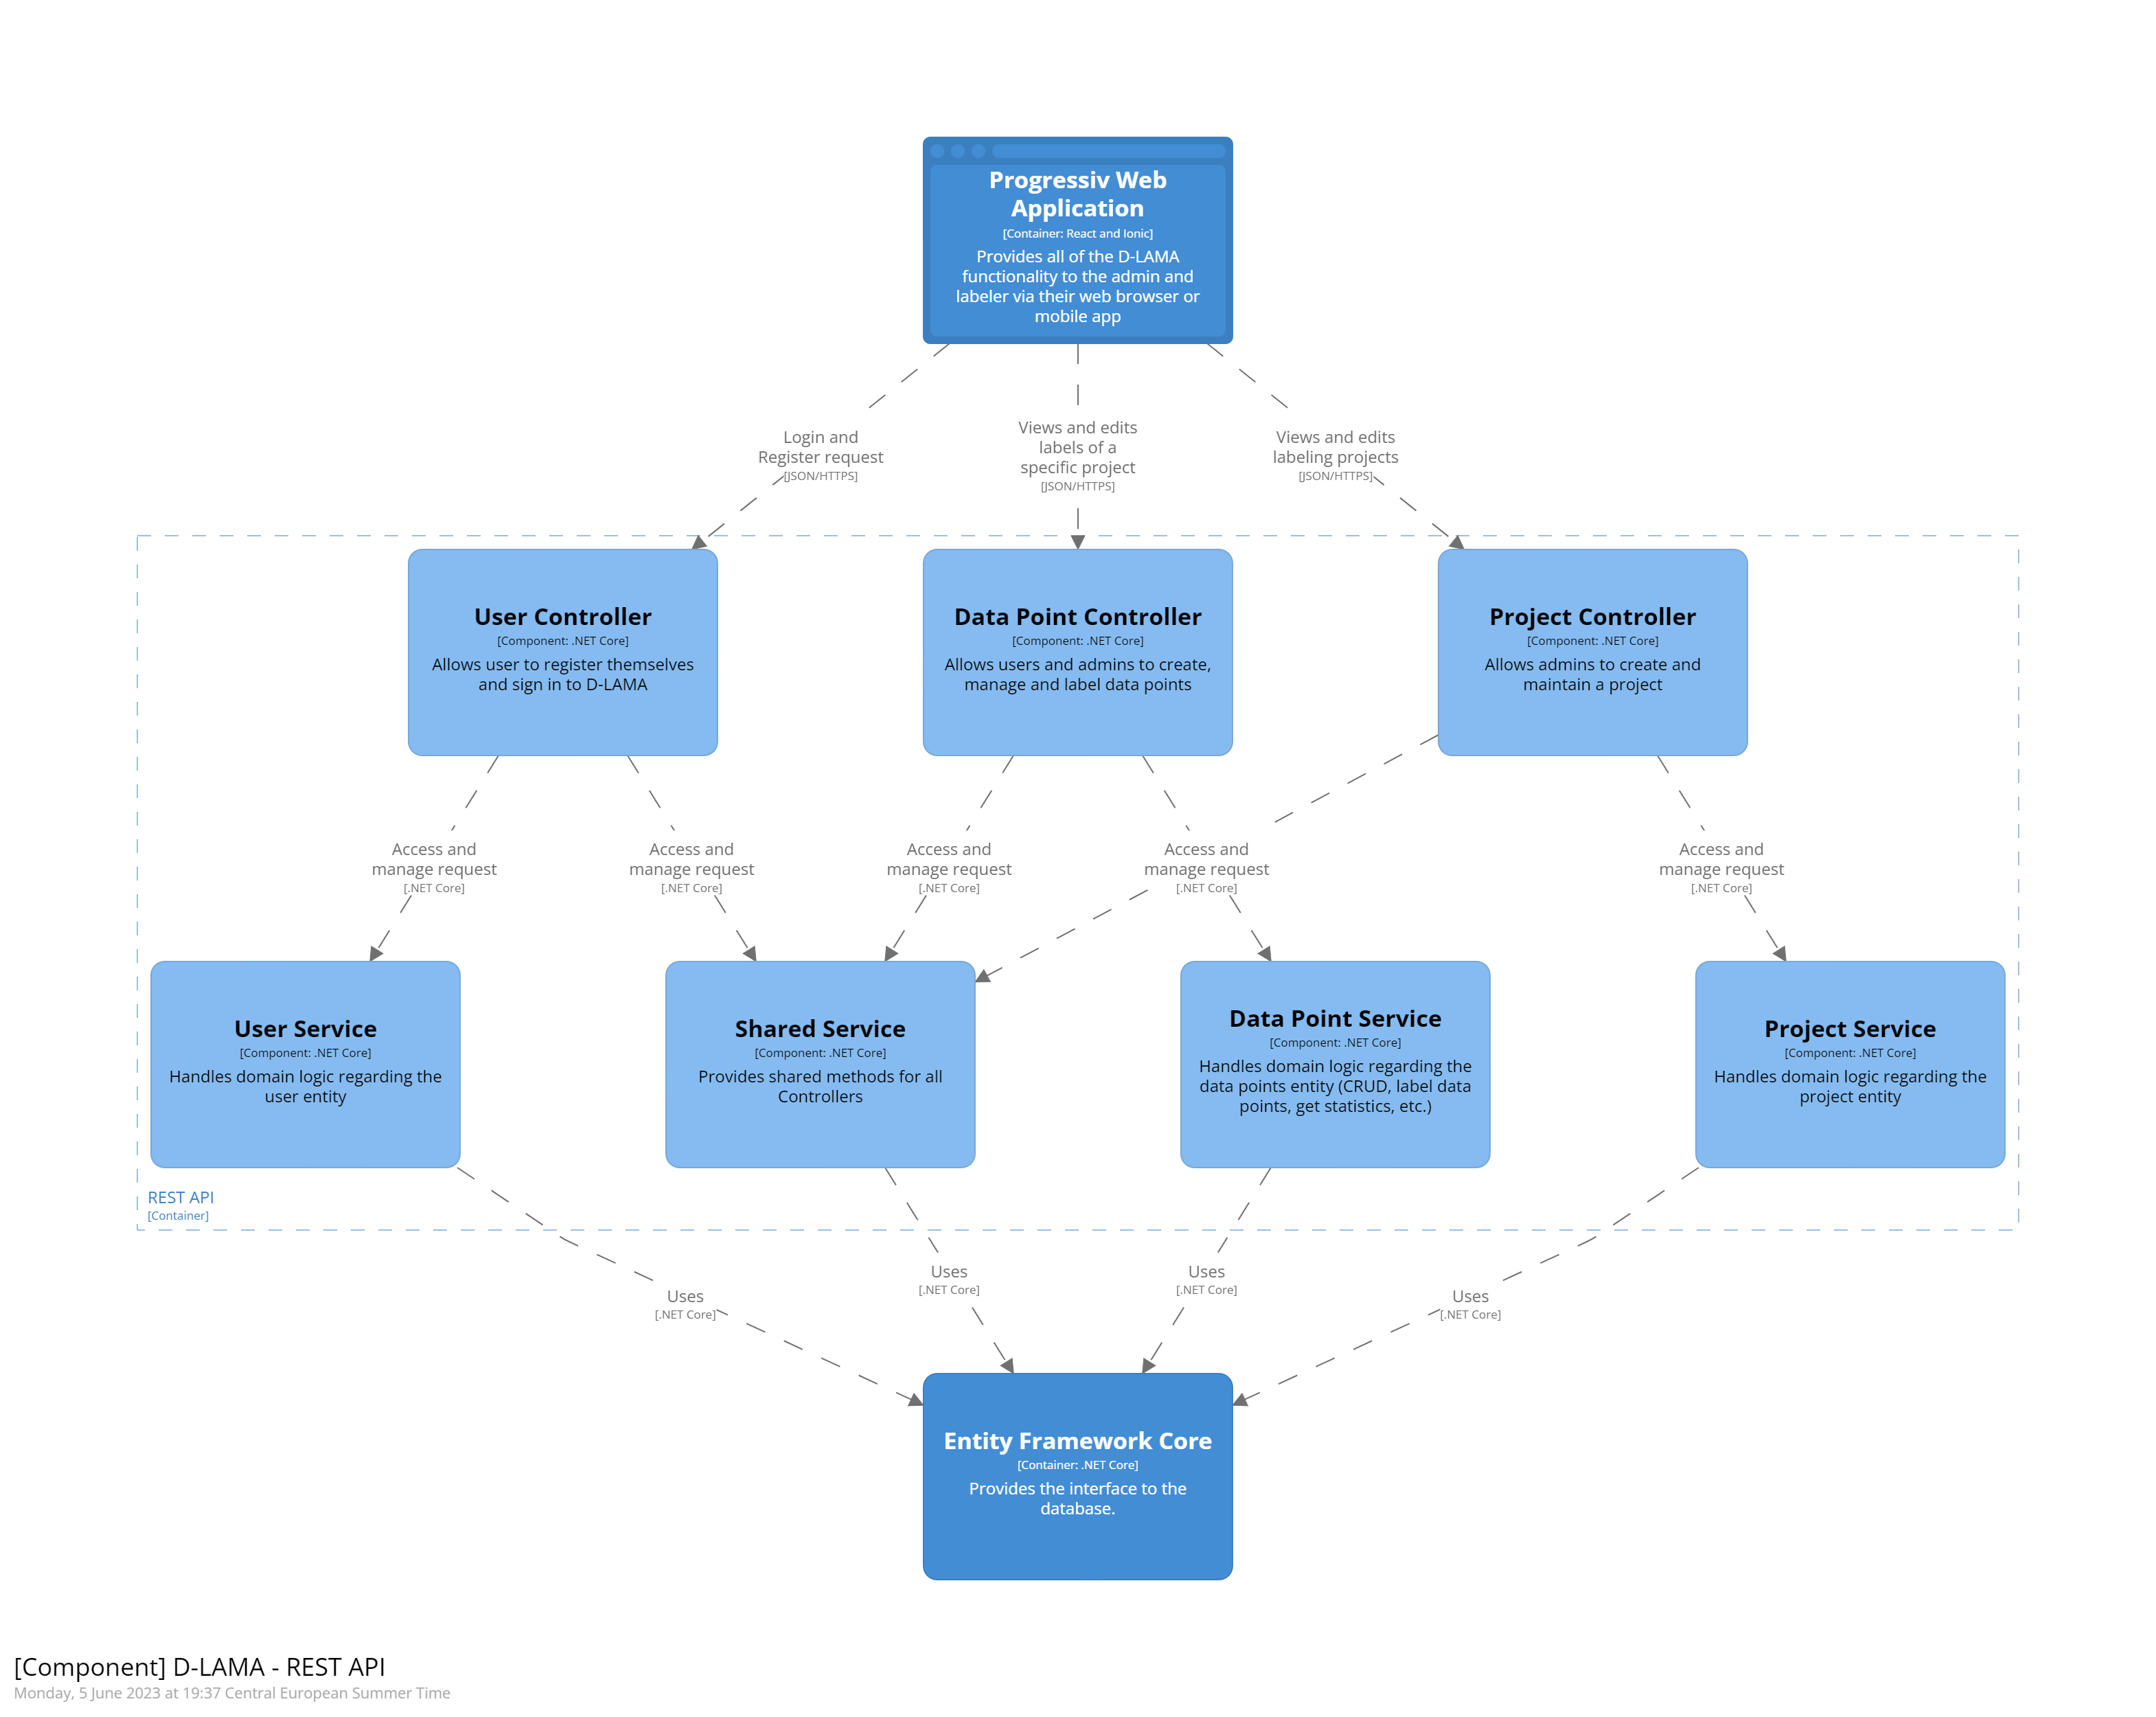 Progressiv Web
Application
[Container: React and Ionic]
Provides all of the D-LAMA
functionality to the admin and
labeler via their web browser or
mobile app
Login and
Register request
[JSON/HTTPS]
Views and edits
labels of a
specific project
[JSON/HTTPS]
Views and edits
labeling projects
[JSON/HTTPS]
User Controller
[Component: .NET Core]
Allows user to register themselves
and sign in to D-LAMA
Data Point Controller
[Component: .NET Core]
Allows users and admins to create,
manage and label data points
Project Controller
[Component: .NET Core]
Allows admins to create and
maintain a project
Access and
manage request
[.NET Core]
Access and
manage request
[.NET Core]
Access and
manage request
[.NET Core]
Access and
manage request
[.NET Core]
Access and
manage request
[.NET Core]
User Service
[Component: .NET Core]
Handles domain logic regarding the
user entity
Shared Service
[Component: .NET Core]
Provides shared methods for all
Controllers
Data Point Service
[Component: .NET Core]
Handles domain logic regarding the
data points entity (CRUD, label data
points, get statistics, etc.)
Project Service
[Component: .NET Core]
Handles domain logic regarding the
project entity
REST API
[Container]
Uses
[.NET Core]
Uses
[.NET Core]
Uses
[.NET Core]
Uses
[.NET Core]
Entity Framework Core
[Container: .NET Core]
Provides the interface to the
database.
[Component] D-LAMA - REST API
Monday, 5 June 2023 at 19:37 Central European Summer Time